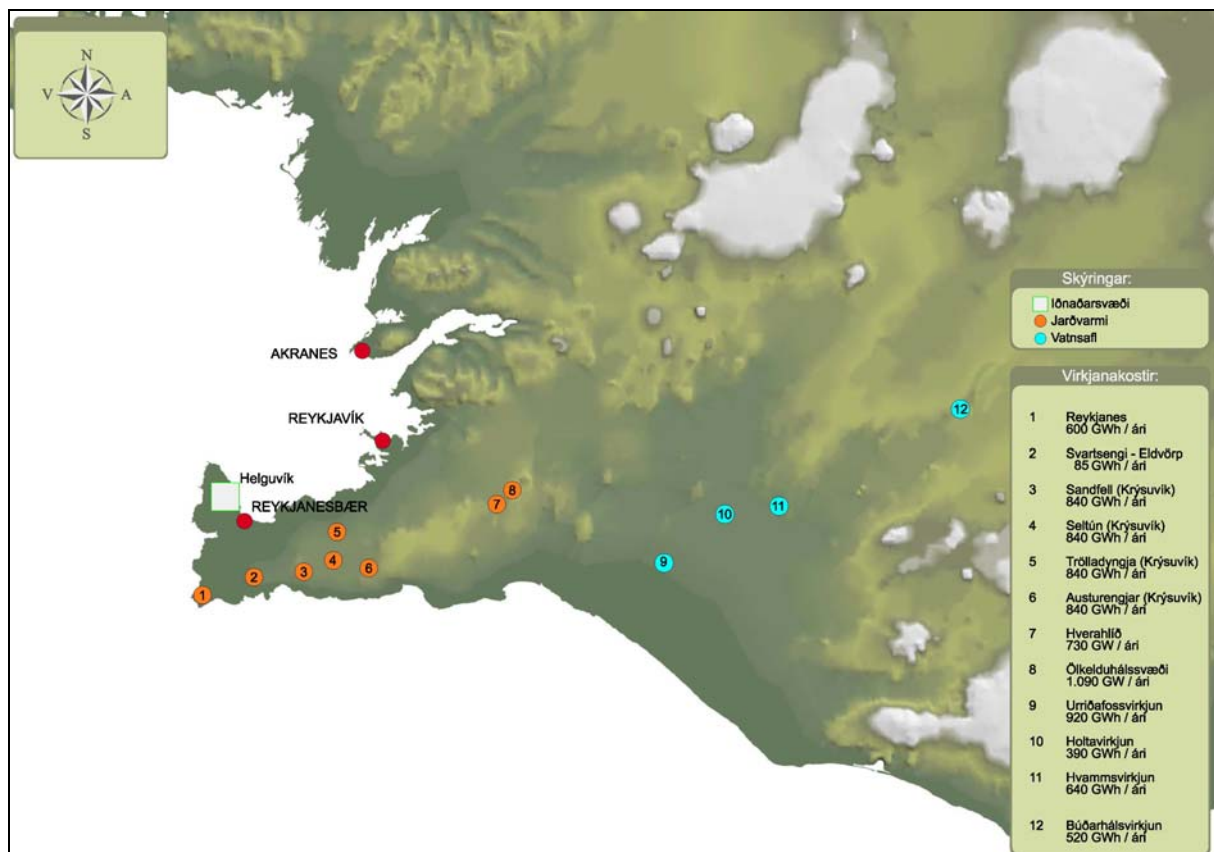 N
V A
S
AKRANES
REYKJAVÍK
Helguvík
REYKJANESBÆR
1
2
3
4
5
6
7
8
9
10
11
12
Skýringar:
Iðnaðarsvæði
Jarðvarmi
Vatnsafl
Virkjanakostir:
1 Reykjanes
600 GWh / ári
2 Svartsengi - Eldvörp
85 GWh / ári
3 Sandfell (Krýsuvík)
840 GWh / ári
4 Seltún (Krýsuvík)
840 GWh / ári
5 Trölladyngja (Krýsuvík)
840 GWh / ári
6 Austurengjar (Krýsuvík)
840 GWh / ári
7 Hverahlíð
730 GW / ári
8 Ölkelduhálssvæði
1.090 GW / ári
9 Urriðafossvirkjun
920 GWh / ári
10 Holtavirkjun
390 GWh / ári
11 Hvammsvirkjun
640 GWh / ári
12 Búðarhálsvirkjun
520 GWh / ári